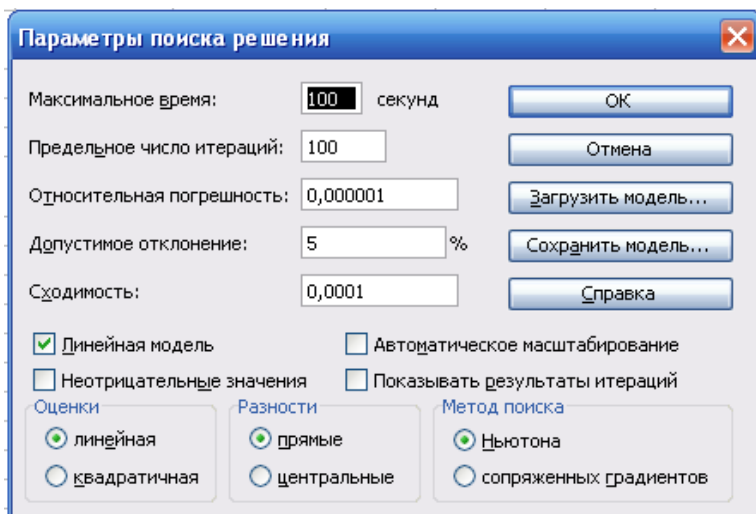 Параметры поиска решения
Максимальное время: 100 секунд
ОК
Предельное число итераций: 100
Отмена
Относительная погрешность: 0,000001
Загрузить модель...
Допустимое отклонение: 5 %
Сохранить модель...
Сходимость: 0,0001
Справка
Линейная модель
Автоматическое масштабирование
Неотрицательные значения
Показывать результаты итераций
Оценки
Разности
Метод поиска
линейная
прямые
Ньютона
квадратичная
центральные
сопряженных градиентов